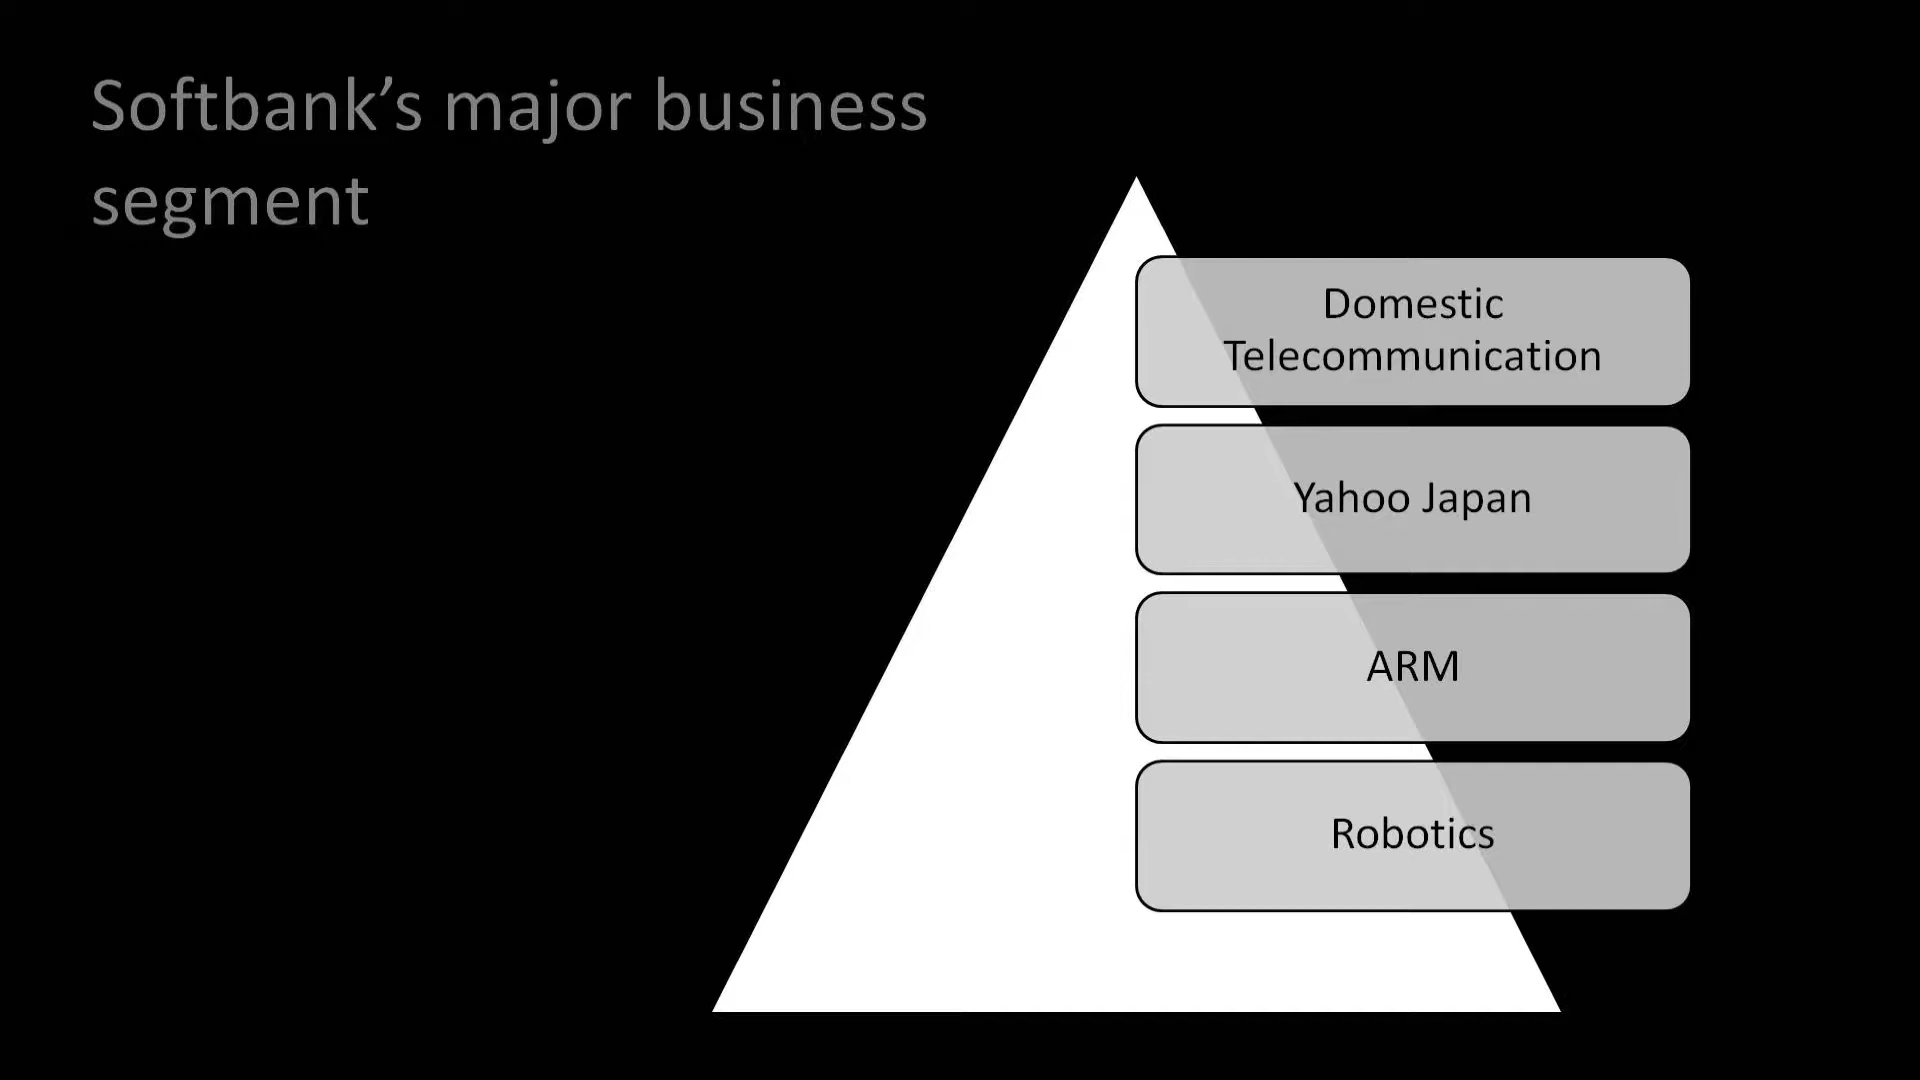 Softbank’s major business
segment
Domestic
Telecommunication
Yahoo Japan
ARM
Robotics